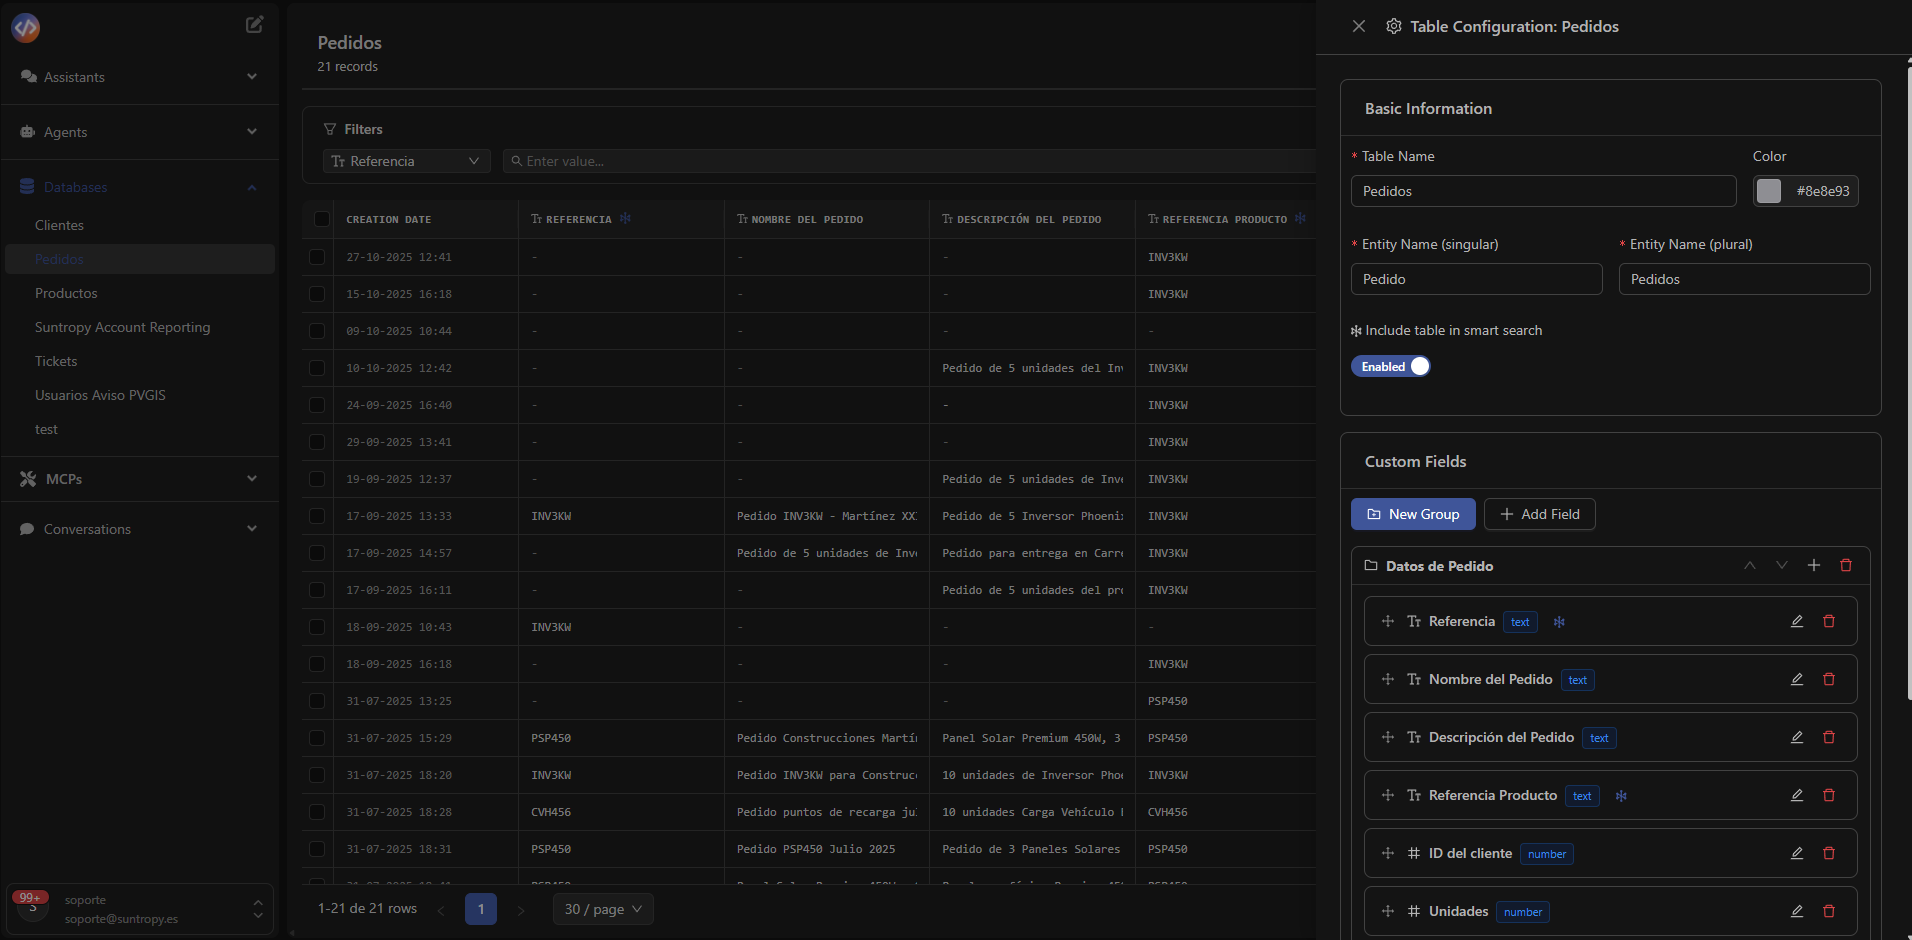 Assistants
Agents
Databases
Clientes
Pedidos
Productos
Suntropy Account Reporting
Tickets
Usuarios Aviso PVGIS
test
MCPs
Conversations
99+
soporte
soporte@suntropy.es
Pedidos
21 records
Filters
Referencia
Enter value...
CREATION DATE REFERENCIA NOMBRE DEL PEDIDO DESCRIPCIÓN DEL PEDIDO REFERENCIA PRODUCTO
27-10-2025 12:41 - - - INV3KW
15-10-2025 16:18 - - - INV3KW
09-10-2025 10:44 - - - -
10-10-2025 12:42 - - Pedido de 5 unidades del Inv INV3KW
24-09-2025 16:40 - - - INV3KW
29-09-2025 13:41 - - - INV3KW
19-09-2025 12:37 - - Pedido de 5 unidades de Inve INV3KW
17-09-2025 13:33 INV3KW Pedido INV3KW - Martínez XX Pedido de 5 Inversor Phoeni INV3KW
17-09-2025 14:57 - Pedido de 5 unidades de Inve Pedido para entrega en Carre INV3KW
17-09-2025 16:11 - - Pedido de 5 unidades del pro INV3KW
18-09-2025 10:43 INV3KW - - -
18-09-2025 16:18 - - - INV3KW
31-07-2025 13:25 - - - PSP450
31-07-2025 15:29 PSP450 Pedido Construcciones Martín Panel Solar Premium 450W, 3 PSP450
31-07-2025 18:20 INV3KW Pedido INV3KW para Construcc 10 unidades de Inversor Phoe INV3KW
31-07-2025 18:28 CVH456 Pedido puntos de recarga jul 10 unidades Carga Vehículo CVH456
31-07-2025 18:31 PSP450 Pedido PSP450 Julio 2025 Pedido de 3 Paneles Solares PSP450
1-21 de 21 rows
1
30 / page
Table Configuration: Pedidos
Basic Information
* Table Name
Color
Pedidos
#8e8e93
* Entity Name (singular)
* Entity Name (plural)
Pedido
Pedidos
Include table in smart search
Enabled
Custom Fields
New Group
Add Field
Datos de Pedido
Referencia text
Nombre del Pedido text
Descripción del Pedido text
Referencia Producto text
ID del cliente number
Unidades number